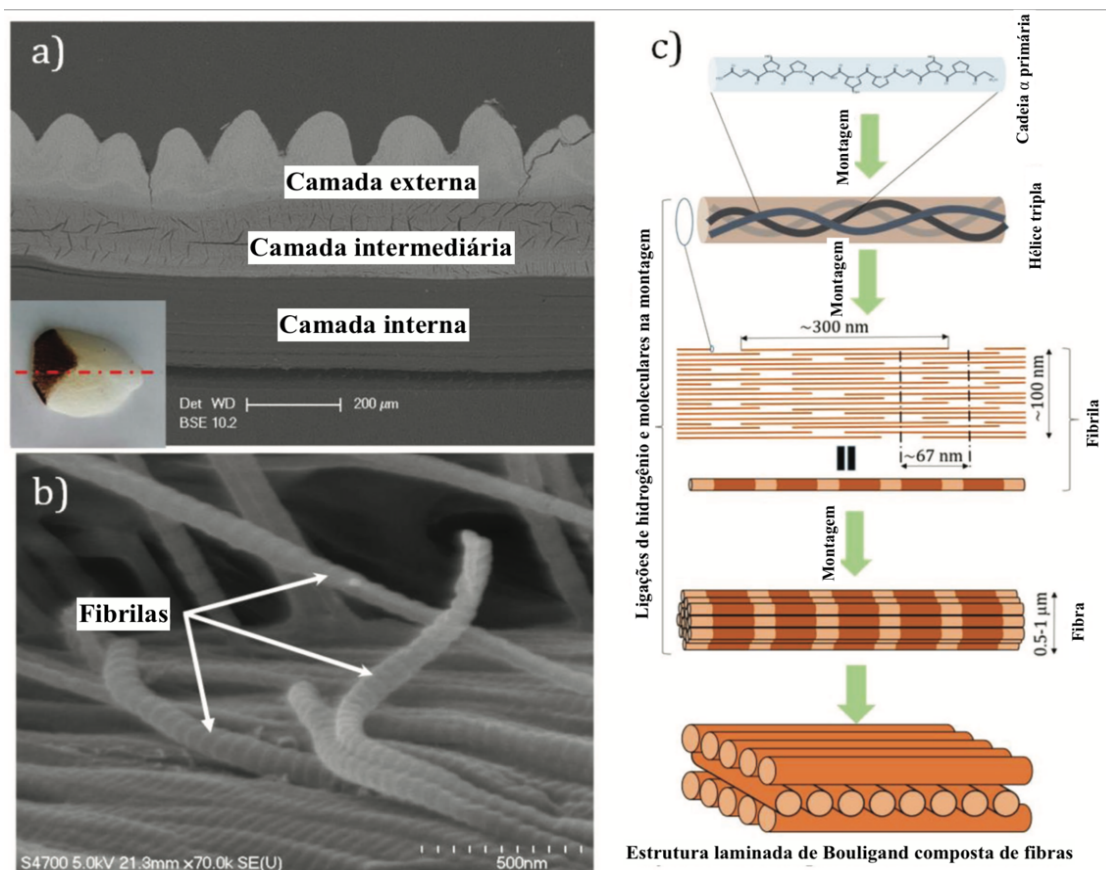 a)
Camada externa
Camada intermediária
Camada interna
Det WD
BSE 10.2
200 µm
b)
Fibrilas
S4700 5.0kV 21.3mm x70.0k SE(U)
500nm
c)
Cadeia α primária
Montagem
Hélice tripla
Montagem
Ligações de hidrogênio e moleculares na montagem
~300 nm
~100 nm
~67 nm
Fibrila
Montagem
0.5-1 µm
Fibra
Estrutura laminada de Bouligand composta de fibras